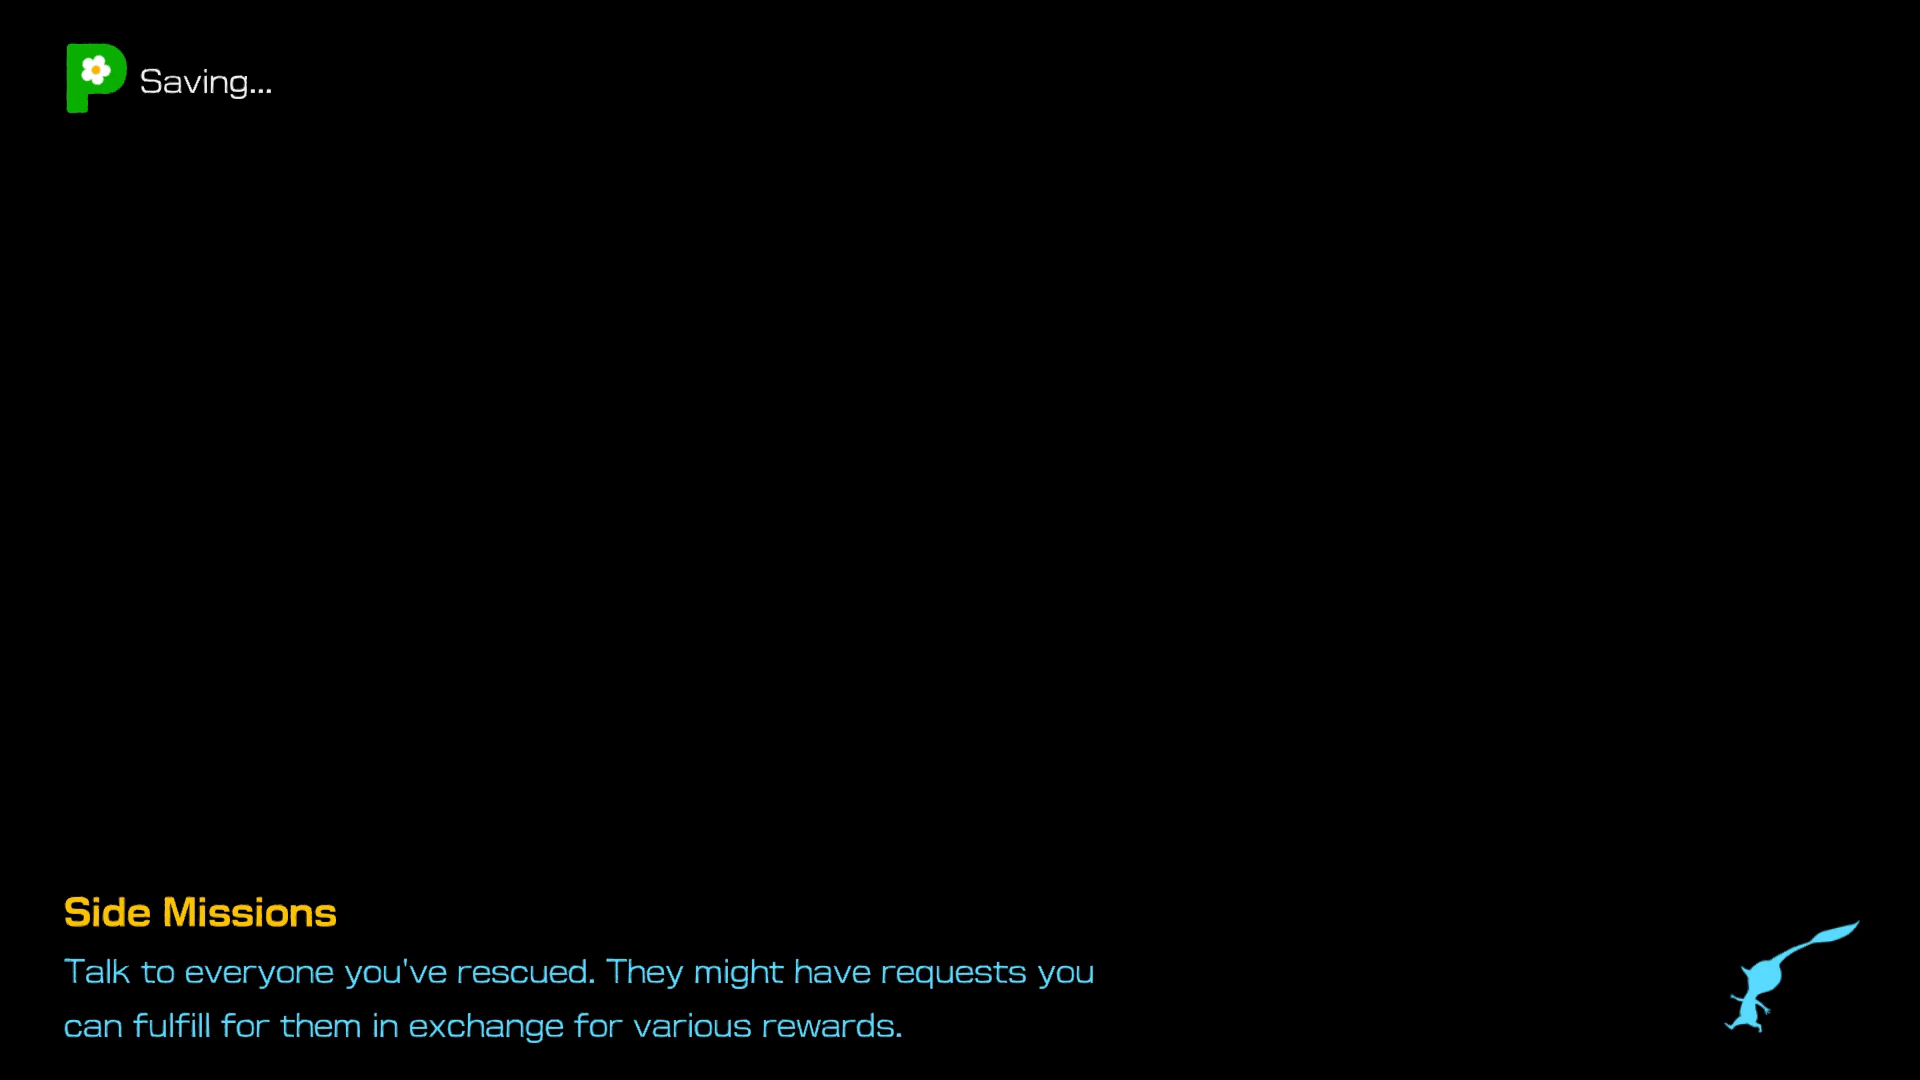 Saving...
Side Missions
Talk to everyone you've rescued. They might have requests you
can fulfill for them in exchange for various rewards.